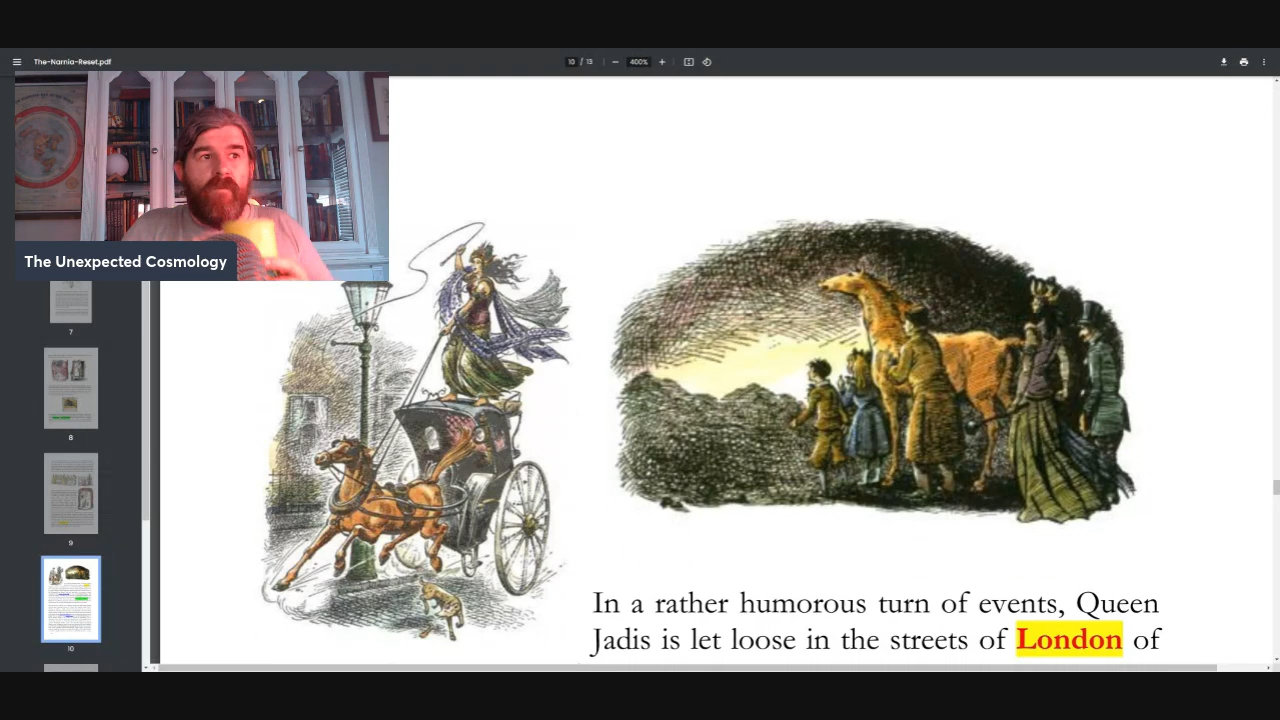 The-Narnia-Reset.pdf
10 / 13
400%
The Unexpected Cosmology
7
8
9
10
In a rather humorous turn of events, Queen
Jadis is let loose in the streets of London of